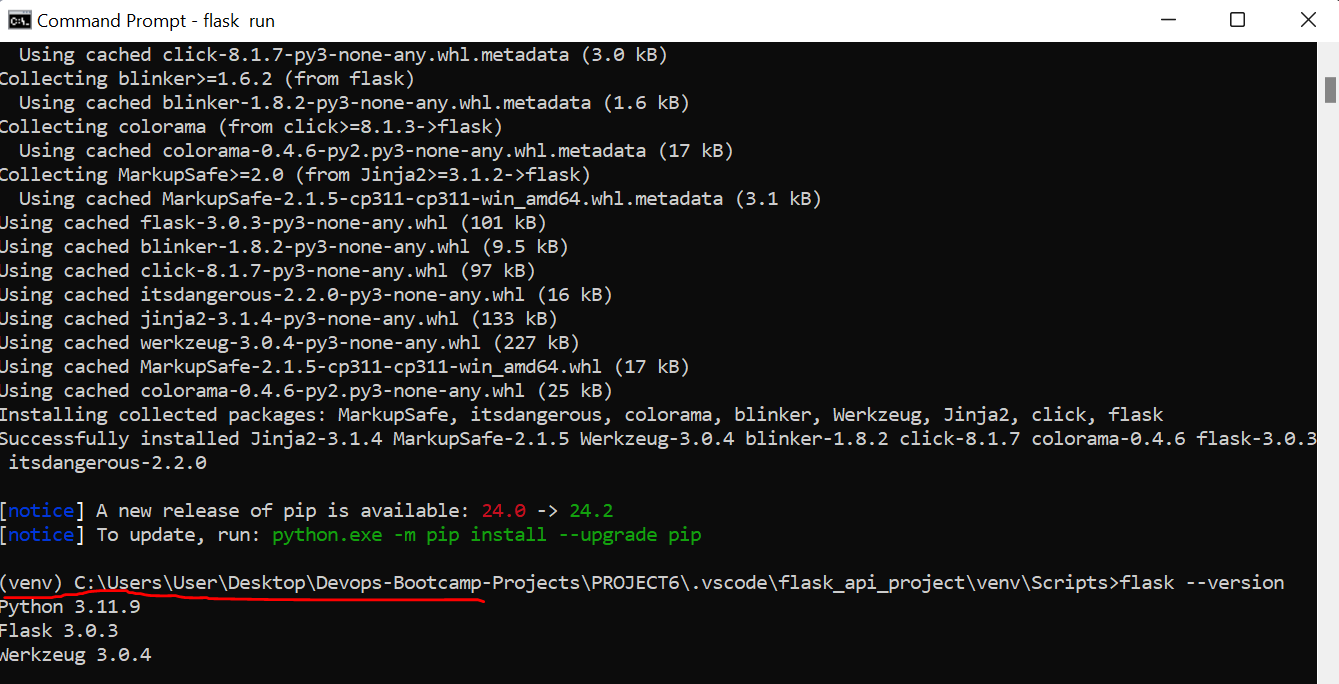 Command Prompt - flask  run
  Using cached click-8.1.7-py3-none-any.whl.metadata (3.0 kB)
Collecting blinker>=1.6.2 (from flask)
  Using cached blinker-1.8.2-py3-none-any.whl.metadata (1.6 kB)
Collecting colorama (from click>=8.1.3->flask)
  Using cached colorama-0.4.6-py2.py3-none-any.whl.metadata (17 kB)
Collecting MarkupSafe>=2.0 (from Jinja2>=3.1.2->flask)
  Using cached MarkupSafe-2.1.5-cp311-cp311-win_amd64.whl.metadata (3.1 kB)
Using cached flask-3.0.3-py3-none-any.whl (101 kB)
Using cached blinker-1.8.2-py3-none-any.whl (9.5 kB)
Using cached click-8.1.7-py3-none-any.whl (97 kB)
Using cached itsdangerous-2.2.0-py3-none-any.whl (16 kB)
Using cached jinja2-3.1.4-py3-none-any.whl (133 kB)
Using cached werkzeug-3.0.4-py3-none-any.whl (227 kB)
Using cached MarkupSafe-2.1.5-cp311-cp311-win_amd64.whl (17 kB)
Using cached colorama-0.4.6-py2.py3-none-any.whl (25 kB)
Installing collected packages: MarkupSafe, itsdangerous, colorama, blinker, Werkzeug, Jinja2, click, flask
Successfully installed Jinja2-3.1.4 MarkupSafe-2.1.5 Werkzeug-3.0.4 blinker-1.8.2 click-8.1.7 colorama-0.4.6 flask-3.0.3
 itsdangerous-2.2.0
[notice] A new release of pip is available: 24.0 -> 24.2
[notice] To update, run: python.exe -m pip install --upgrade pip
(venv) C:\Users\User\Desktop\Devops-Bootcamp-Projects\PROJECT6\.vscode\flask_api_project\venv\Scripts>flask --version
Python 3.11.9
Flask 3.0.3
Werkzeug 3.0.4